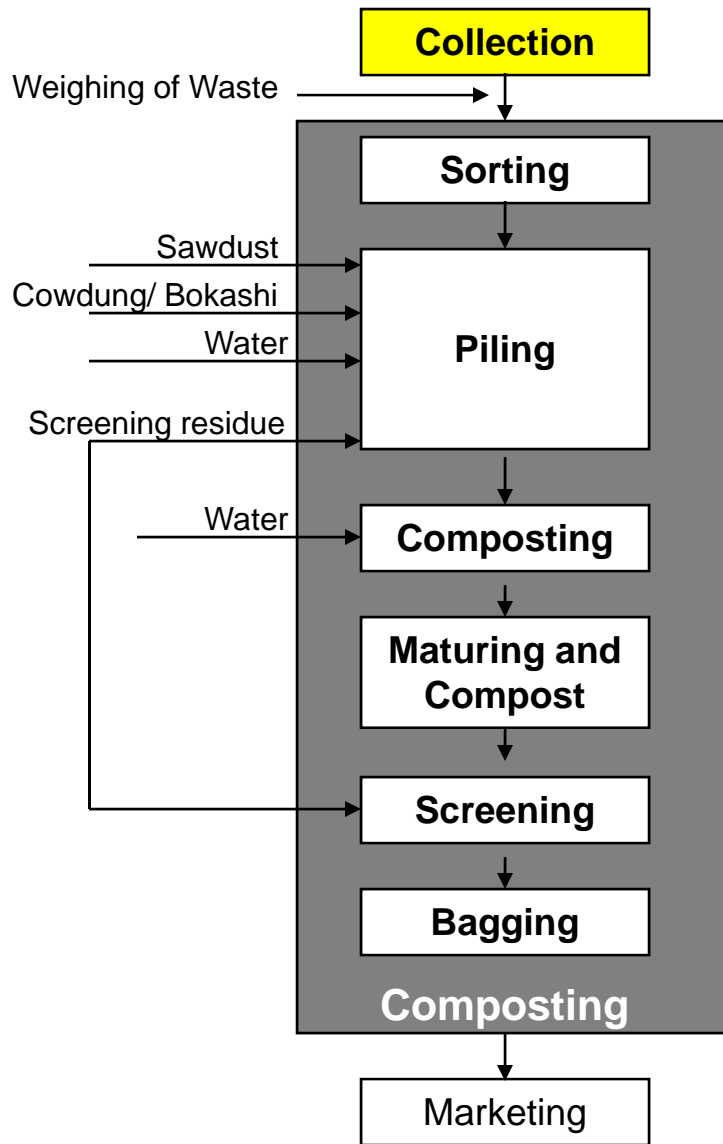 Collection
Weighing of Waste
Sorting
Sawdust
Cowdung/ Bokashi
Water
Piling
Screening residue
Water
Composting
Maturing and
Compost
Screening
Bagging
Composting
Marketing